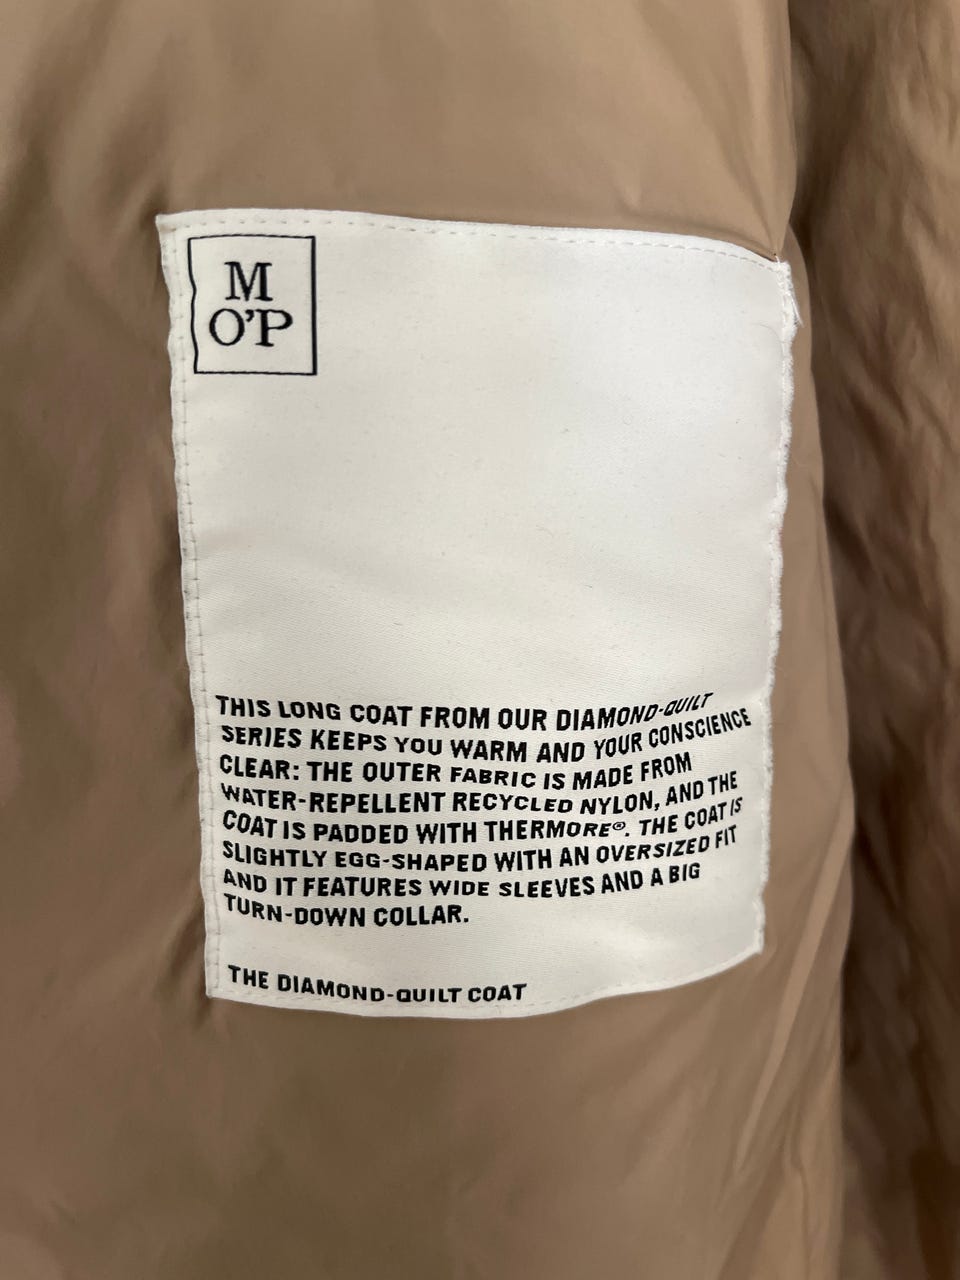 M
O'P
THIS LONG COAT FROM OUR DIAMOND-QUILT
SERIES KEEPS YOU WARM AND YOUR CONSCIENCE
CLEAR: THE OUTER FABRIC IS MADE FROM
WATER-REPELLENT RECYCLED NYLON, AND THE
COAT IS PADDED WITH THERMORE®. THE COAT IS
SLIGHTLY EGG-SHAPED WITH AN OVERSIZED FIT
AND IT FEATURES WIDE SLEEVES AND A BIG
TURN-DOWN COLLAR.
THE DIAMOND-QUILT COAT